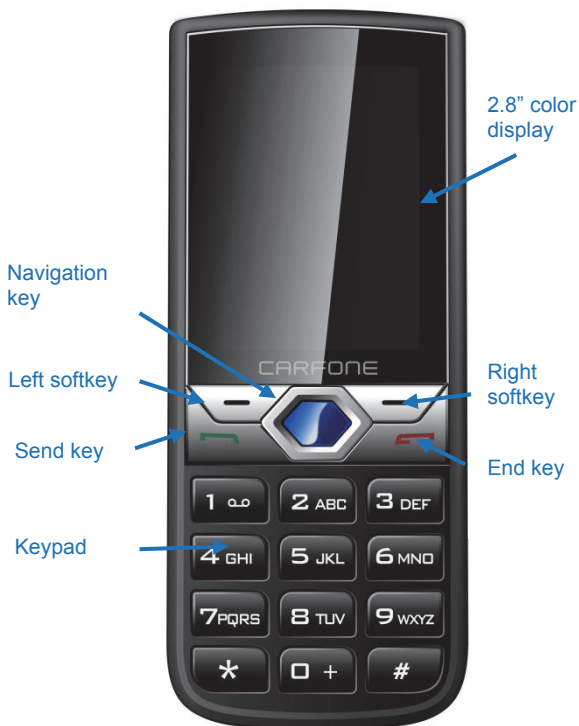 2.8” color
display
Navigation
key
CARFONE
Left softkey
Right
softkey
Send key
End key
1
2 ABC
3 DEF
Keypad
4 GHI
5 JKL
6 MNO
7PQRS
8 TUV
9 WXYZ
*
0 +
#